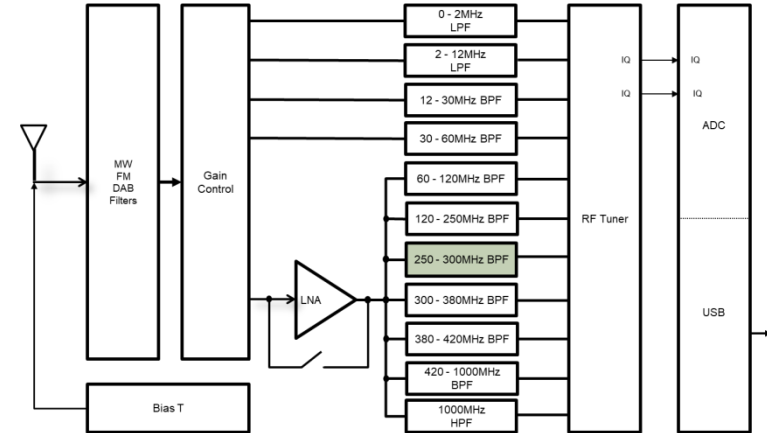 0 - 2MHz
LPF
2 - 12MHz
LPF
12 - 30MHz BPF
30 - 60MHz BPF
60 - 120MHz BPF
120 - 250MHz BPF
250 - 300MHz BPF
300 - 380MHz BPF
380 - 420MHz BPF
420 - 1000MHz
BPF
1000MHz
HPF
MW
FM
DAB
Filters
Gain
Control
LNA
Bias T
RF Tuner
IQ
IQ
IQ
IQ
ADC
USB